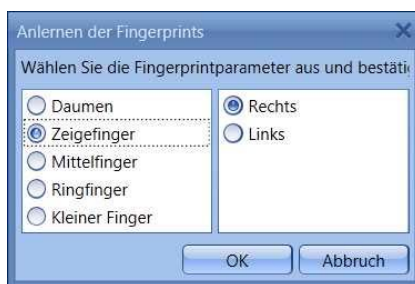 Anlernen der Fingerprints
Wählen Sie die Fingerprintparameter aus und
Daumen
Zeigefinger
Mittelfinger
Ringfinger
Kleiner Finger
Rechts
Links
OK
Abbruch